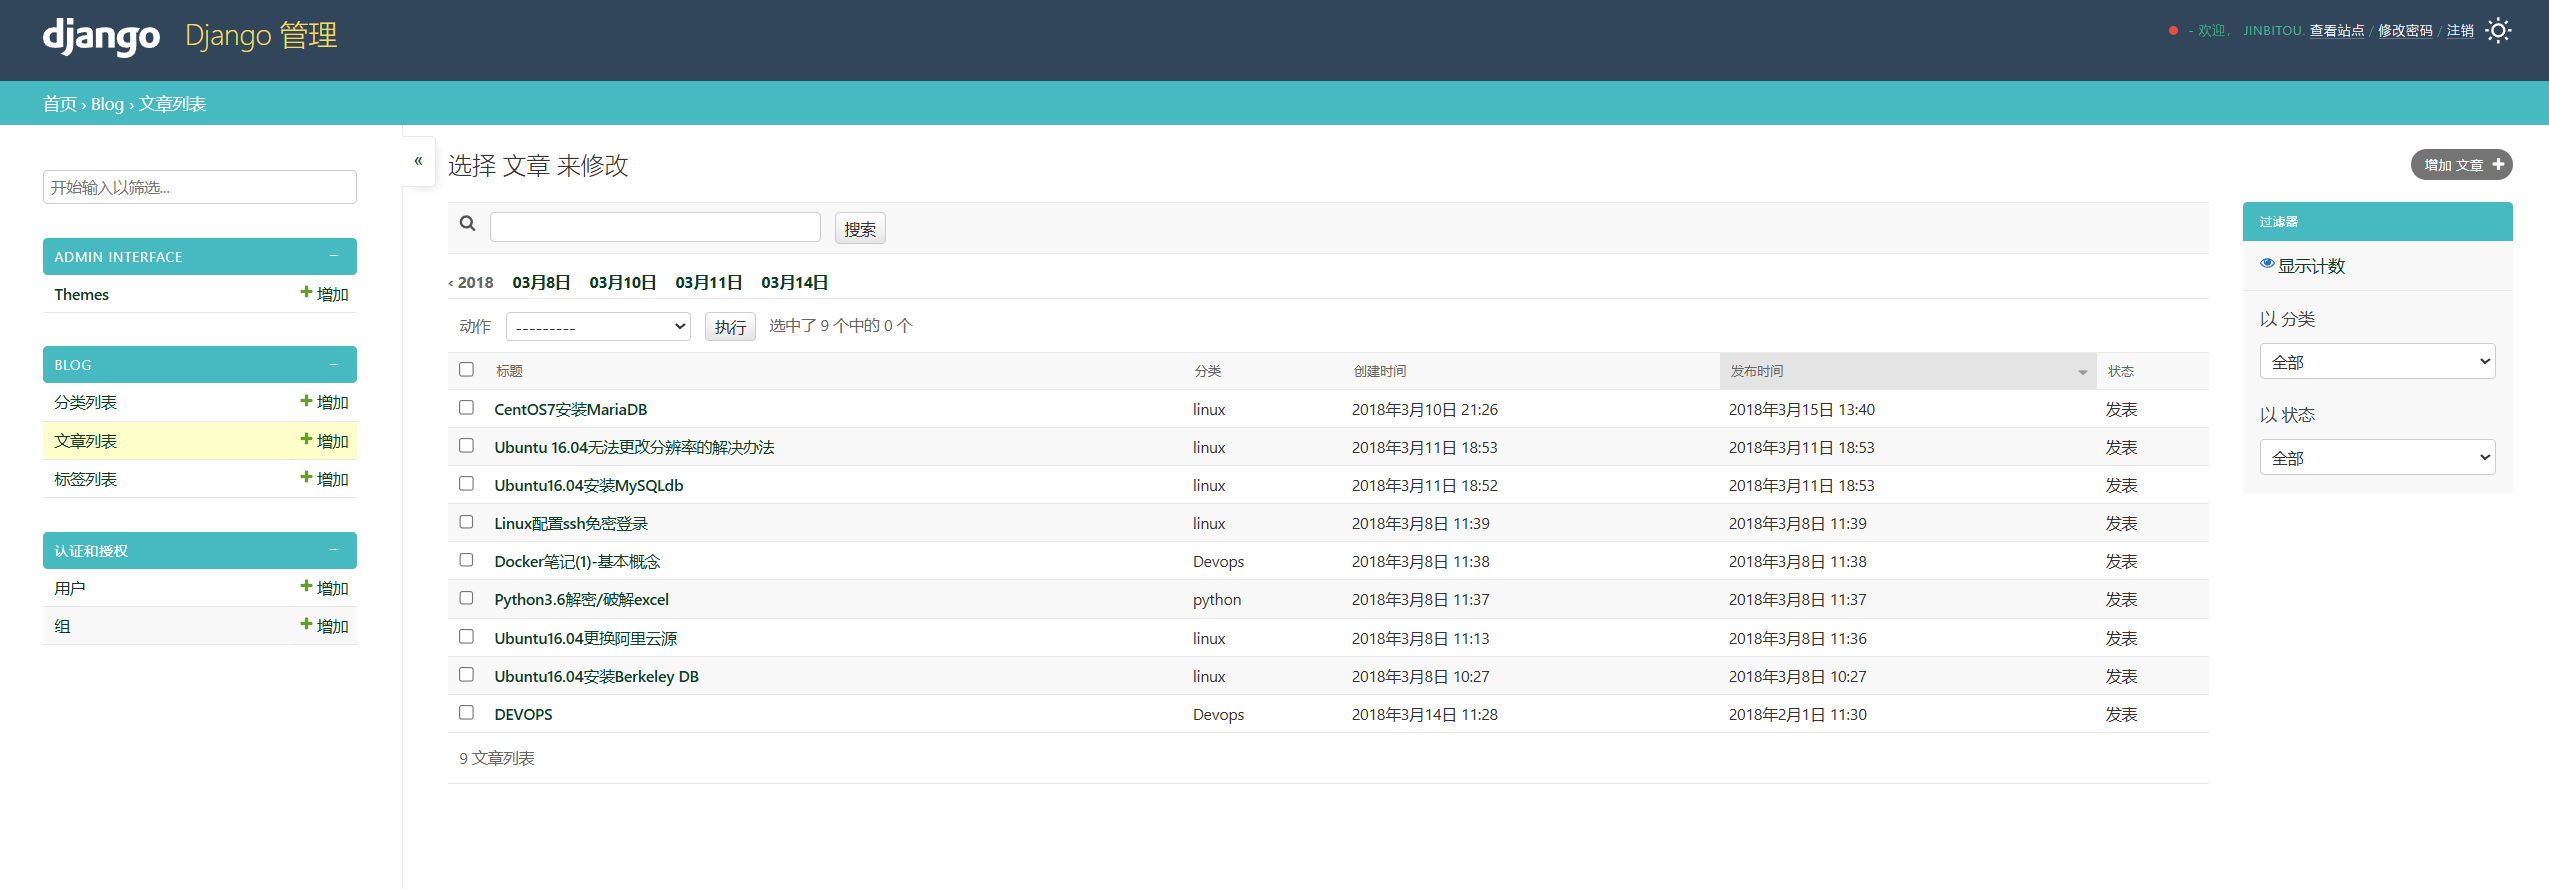 django Django 管理
- 欢迎， JINBITOU. 查看站点 / 修改密码 / 注销
首页 › Blog › 文章列表
开始输入以筛选...
ADMIN INTERFACE −
Themes 增加
BLOG −
分类列表 增加
文章列表 增加
标签列表 增加
认证和授权 −
用户 增加
组 增加
«
选择 文章 来修改
增加 文章
搜索
‹ 2018 03月8日 03月10日 03月11日 03月14日
动作 --------- 执行 选中了 9 个中的 0 个
标题 分类 创建时间 发布时间 状态
CentOS7安装MariaDB linux 2018年3月10日 21:26 2018年3月15日 13:40 发表
Ubuntu 16.04无法更改分辨率的解决办法 linux 2018年3月11日 18:53 2018年3月11日 18:53 发表
Ubuntu16.04安装MySQLdb linux 2018年3月11日 18:52 2018年3月11日 18:53 发表
Linux配置ssh免密登录 linux 2018年3月8日 11:39 2018年3月8日 11:39 发表
Docker笔记(1)-基本概念 Devops 2018年3月8日 11:38 2018年3月8日 11:38 发表
Python3.6解密/破解excel python 2018年3月8日 11:37 2018年3月8日 11:37 发表
Ubuntu16.04更换阿里云源 linux 2018年3月8日 11:13 2018年3月8日 11:36 发表
Ubuntu16.04安装Berkeley DB linux 2018年3月8日 10:27 2018年3月8日 10:27 发表
DEVOPS Devops 2018年3月14日 11:28 2018年2月1日 11:30 发表
9 文章列表
过滤器
显示计数
以 分类
全部
以 状态
全部